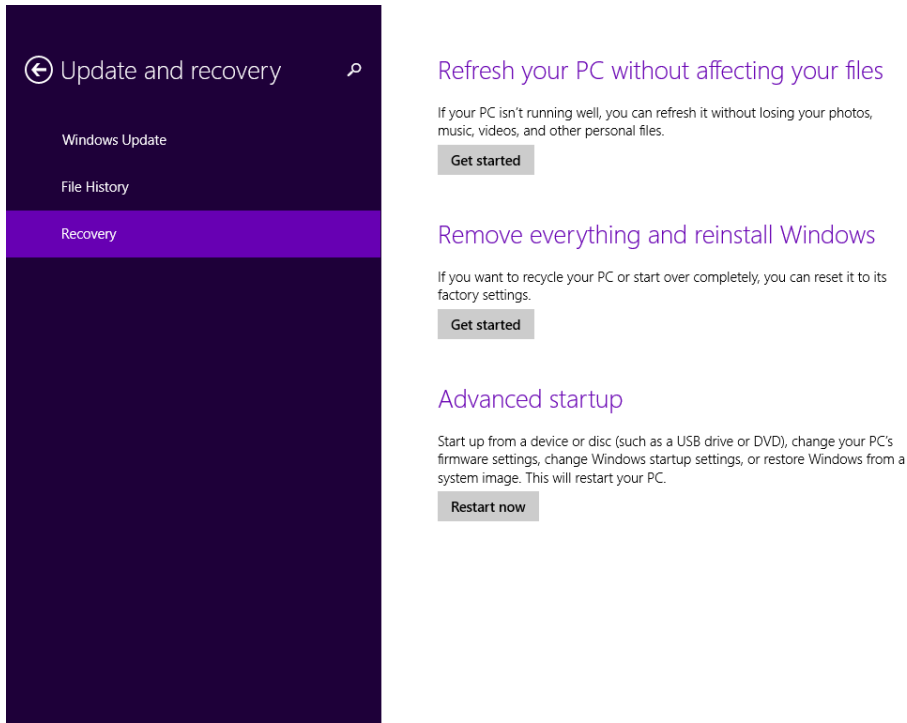 Update and recovery
Windows Update
File History
Recovery
Refresh your PC without affecting your files
If your PC isn't running well, you can refresh it without losing your photos,
music, videos, and other personal files.
Get started
Remove everything and reinstall Windows
If you want to recycle your PC or start over completely, you can reset it to its
factory settings.
Get started
Advanced startup
Start up from a device or disc (such as a USB drive or DVD), change your PC's
firmware settings, change Windows startup settings, or restore Windows from a
system image. This will restart your PC.
Restart now